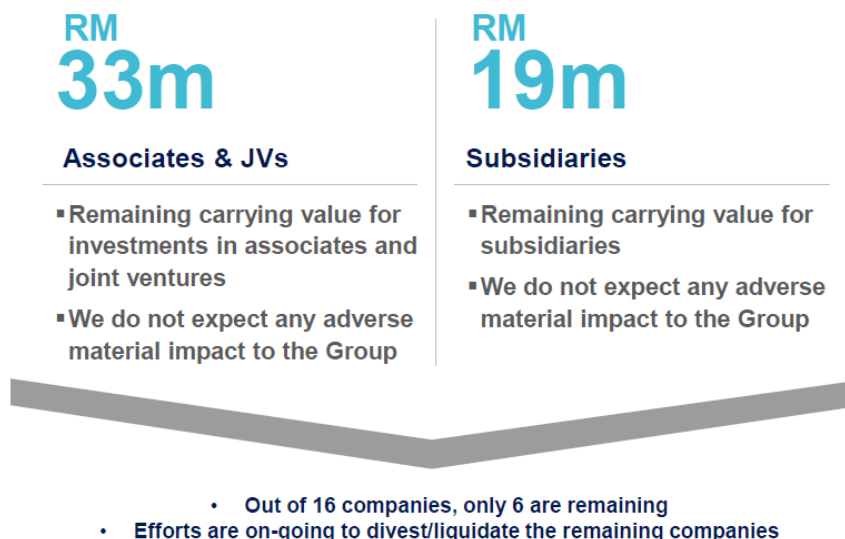 RM
33m
Associates & JVs
▪Remaining carrying value for
investments in associates and
joint ventures
▪We do not expect any adverse
material impact to the Group
RM
19m
Subsidiaries
▪Remaining carrying value for
subsidiaries
▪We do not expect any adverse
material impact to the Group
• Out of 16 companies, only 6 are remaining
• Efforts are on-going to divest/liquidate the remaining companies